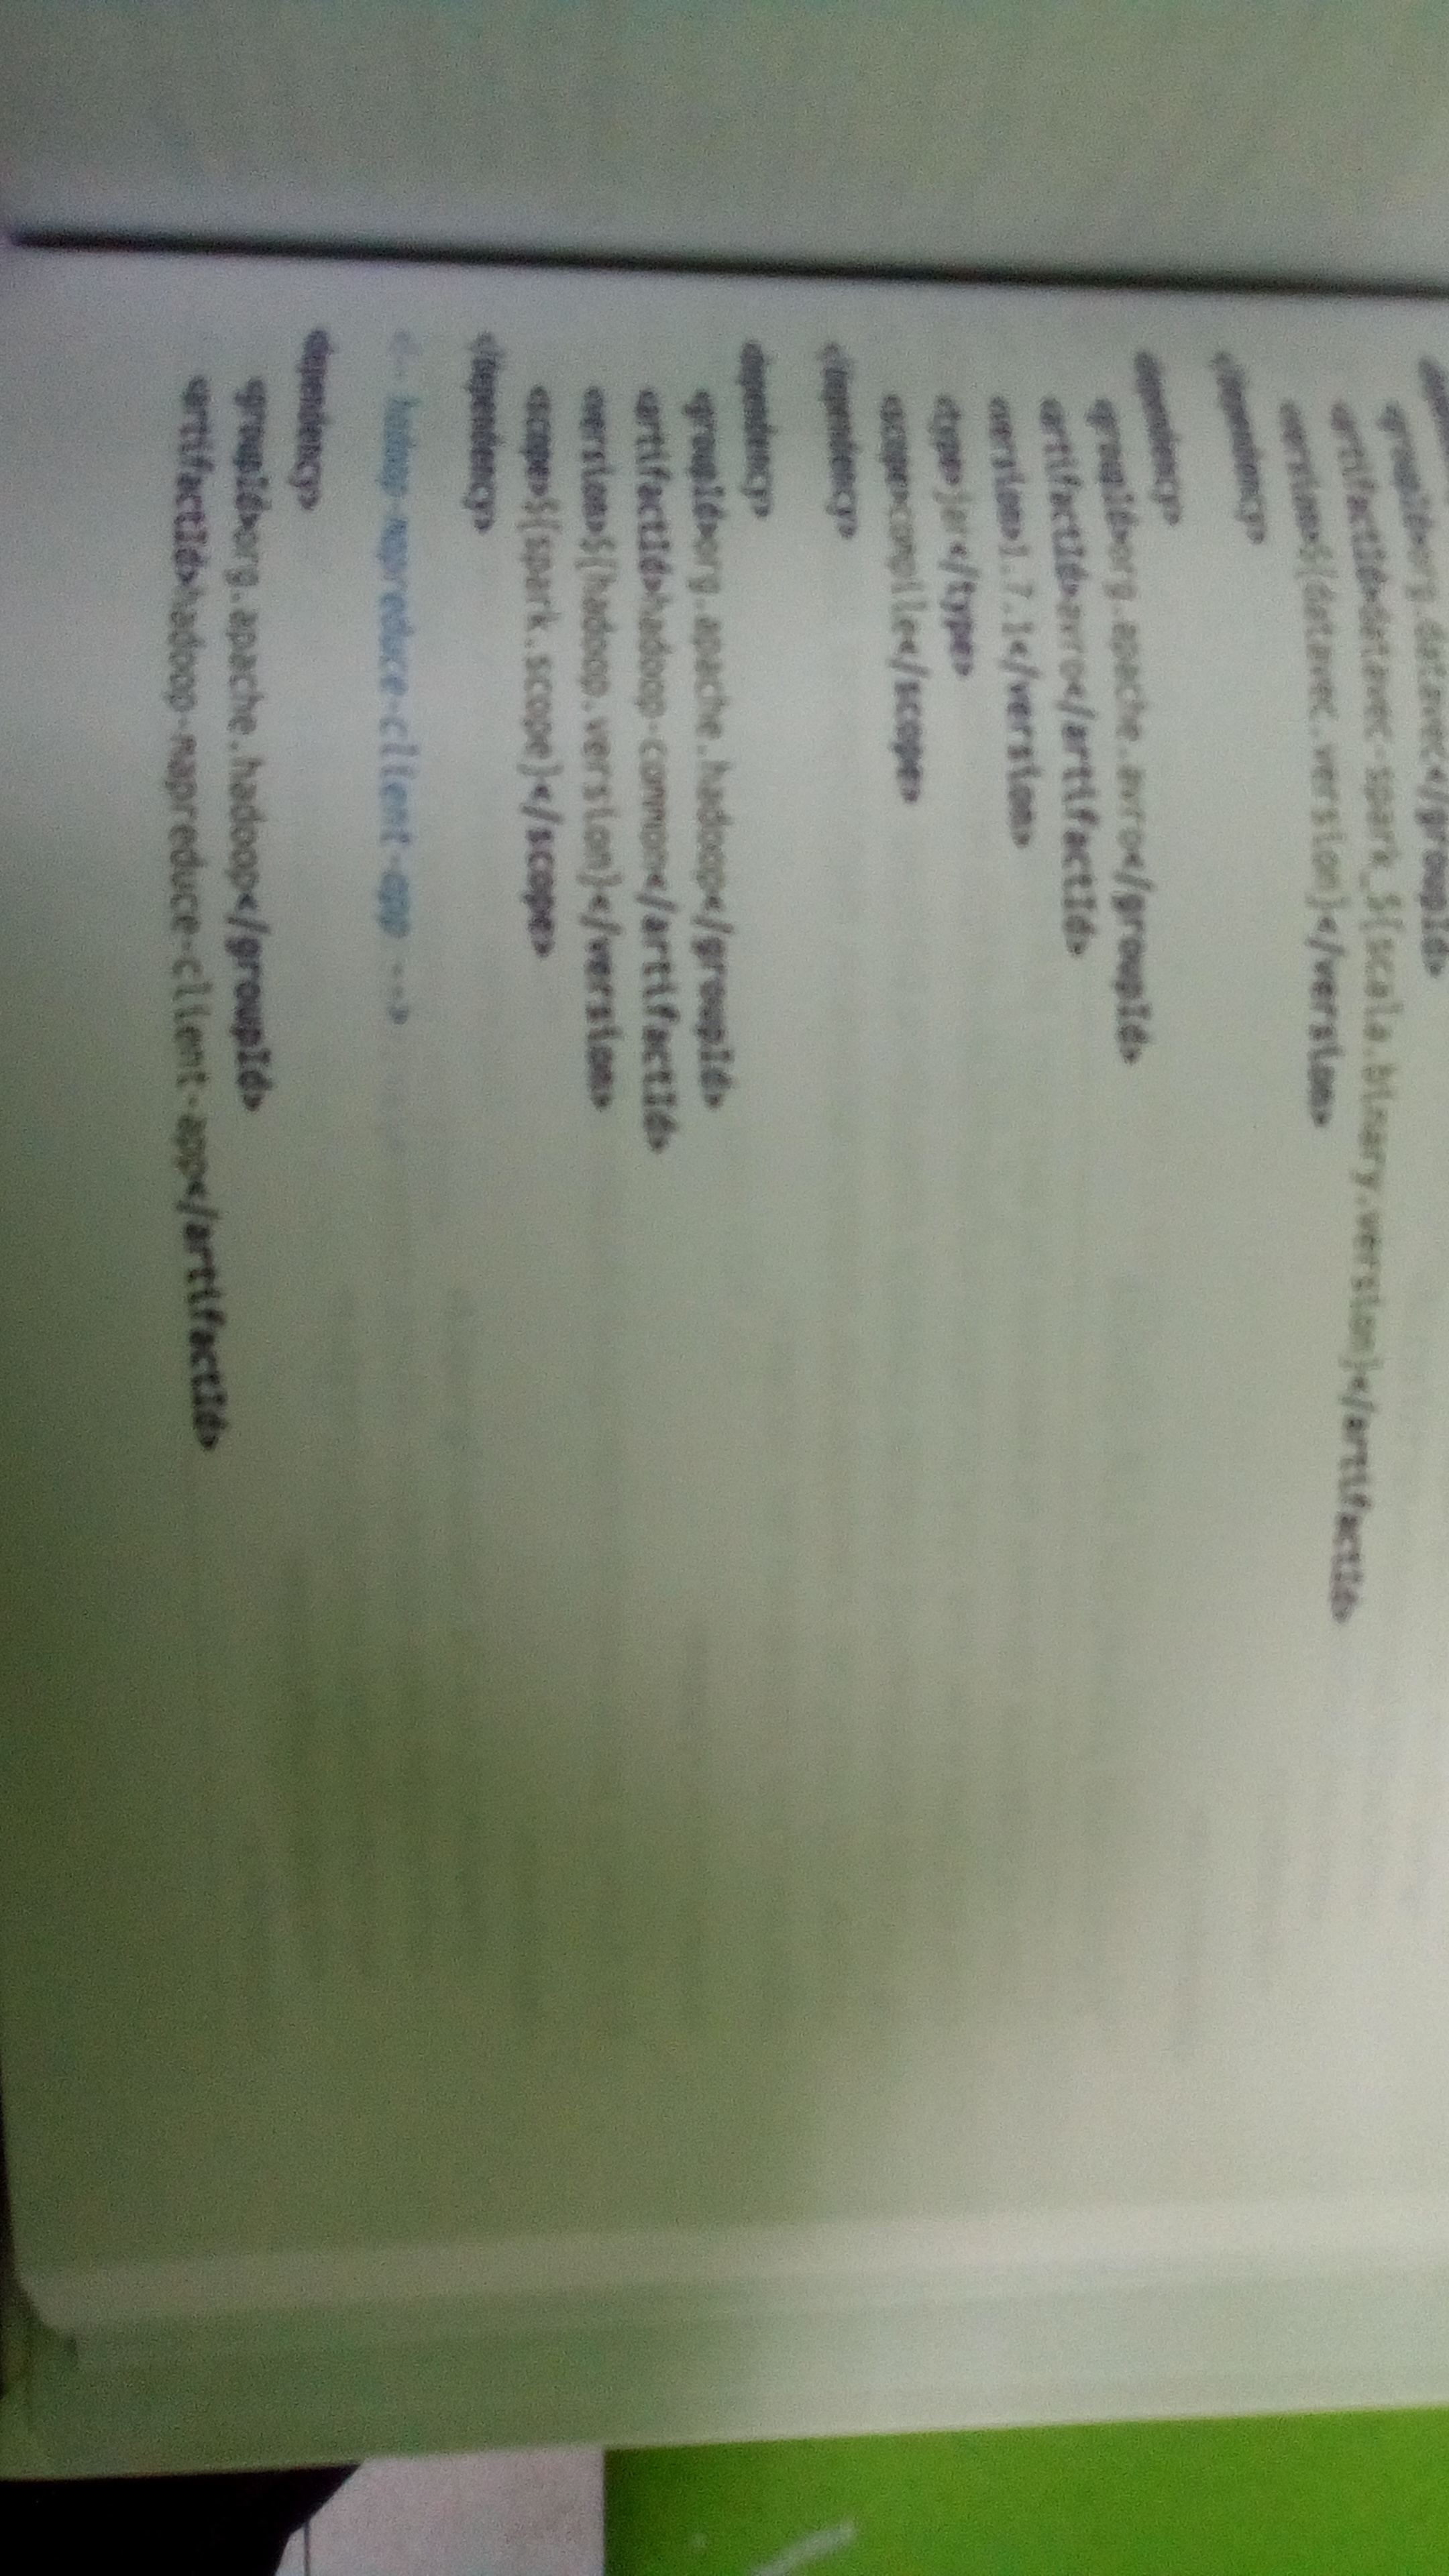 <dependency>
<groupId>org.datavec</groupId>
<artifactId>datavec-spark_${scala.binary.version}</artifactId>
<version>${datavec.version}</version>
</dependency>
<dependency>
<groupId>org.apache.avro</groupId>
<artifactId>avro</artifactId>
<version>1.7.1</version>
<type>jar</type>
<scope>compile</scope>
</dependency>
<dependency>
<groupId>org.apache.hadoop</groupId>
<artifactId>hadoop-common</artifactId>
<version>${hadoop.version}</version>
<scope>${spark.scope}</scope>
</dependency>
<!-- hadoop-mapreduce-client-app -->
<dependency>
<groupId>org.apache.hadoop</groupId>
<artifactId>hadoop-mapreduce-client-app</artifactId>